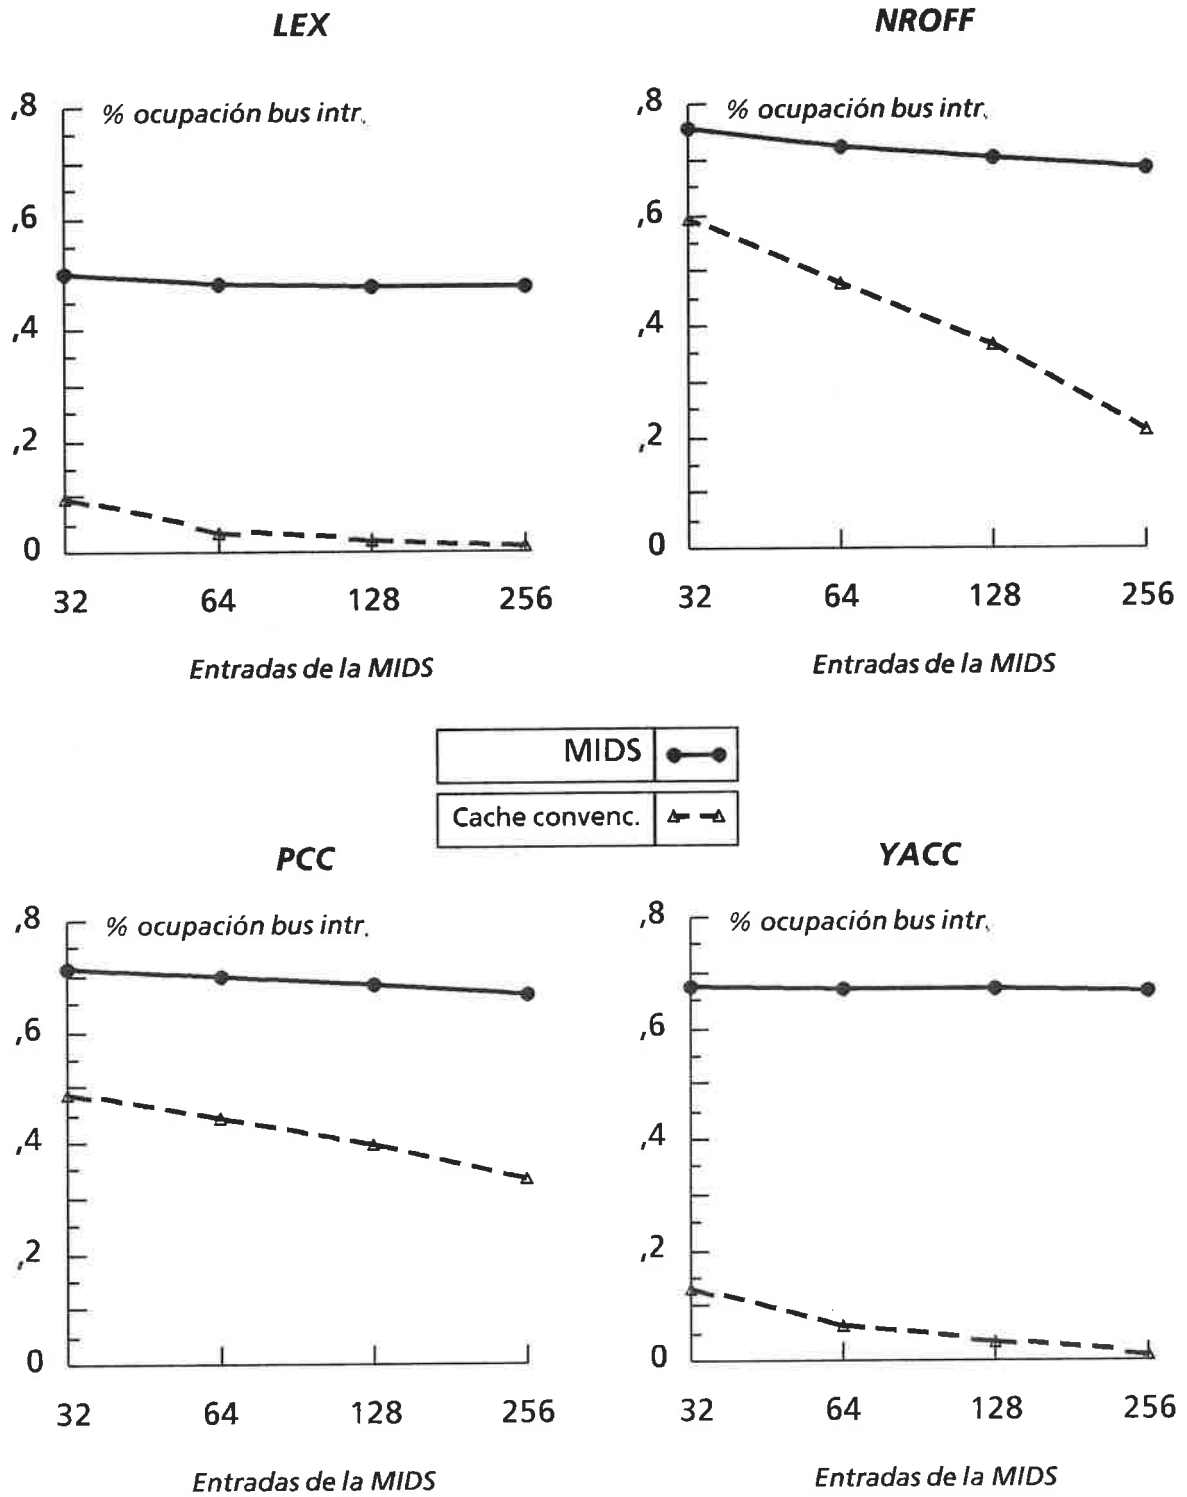 LEX
% ocupación bus intr.
,8
,6
,4
,2
0
32 64 128 256
Entradas de la MIDS
NROFF
% ocupación bus intr.
,8
,6
,4
,2
0
32 64 128 256
Entradas de la MIDS
MIDS
Cache convenc.
PCC
% ocupación bus intr.
,8
,6
,4
,2
0
32 64 128 256
Entradas de la MIDS
YACC
% ocupación bus intr.
,8
,6
,4
,2
0
32 64 128 256
Entradas de la MIDS